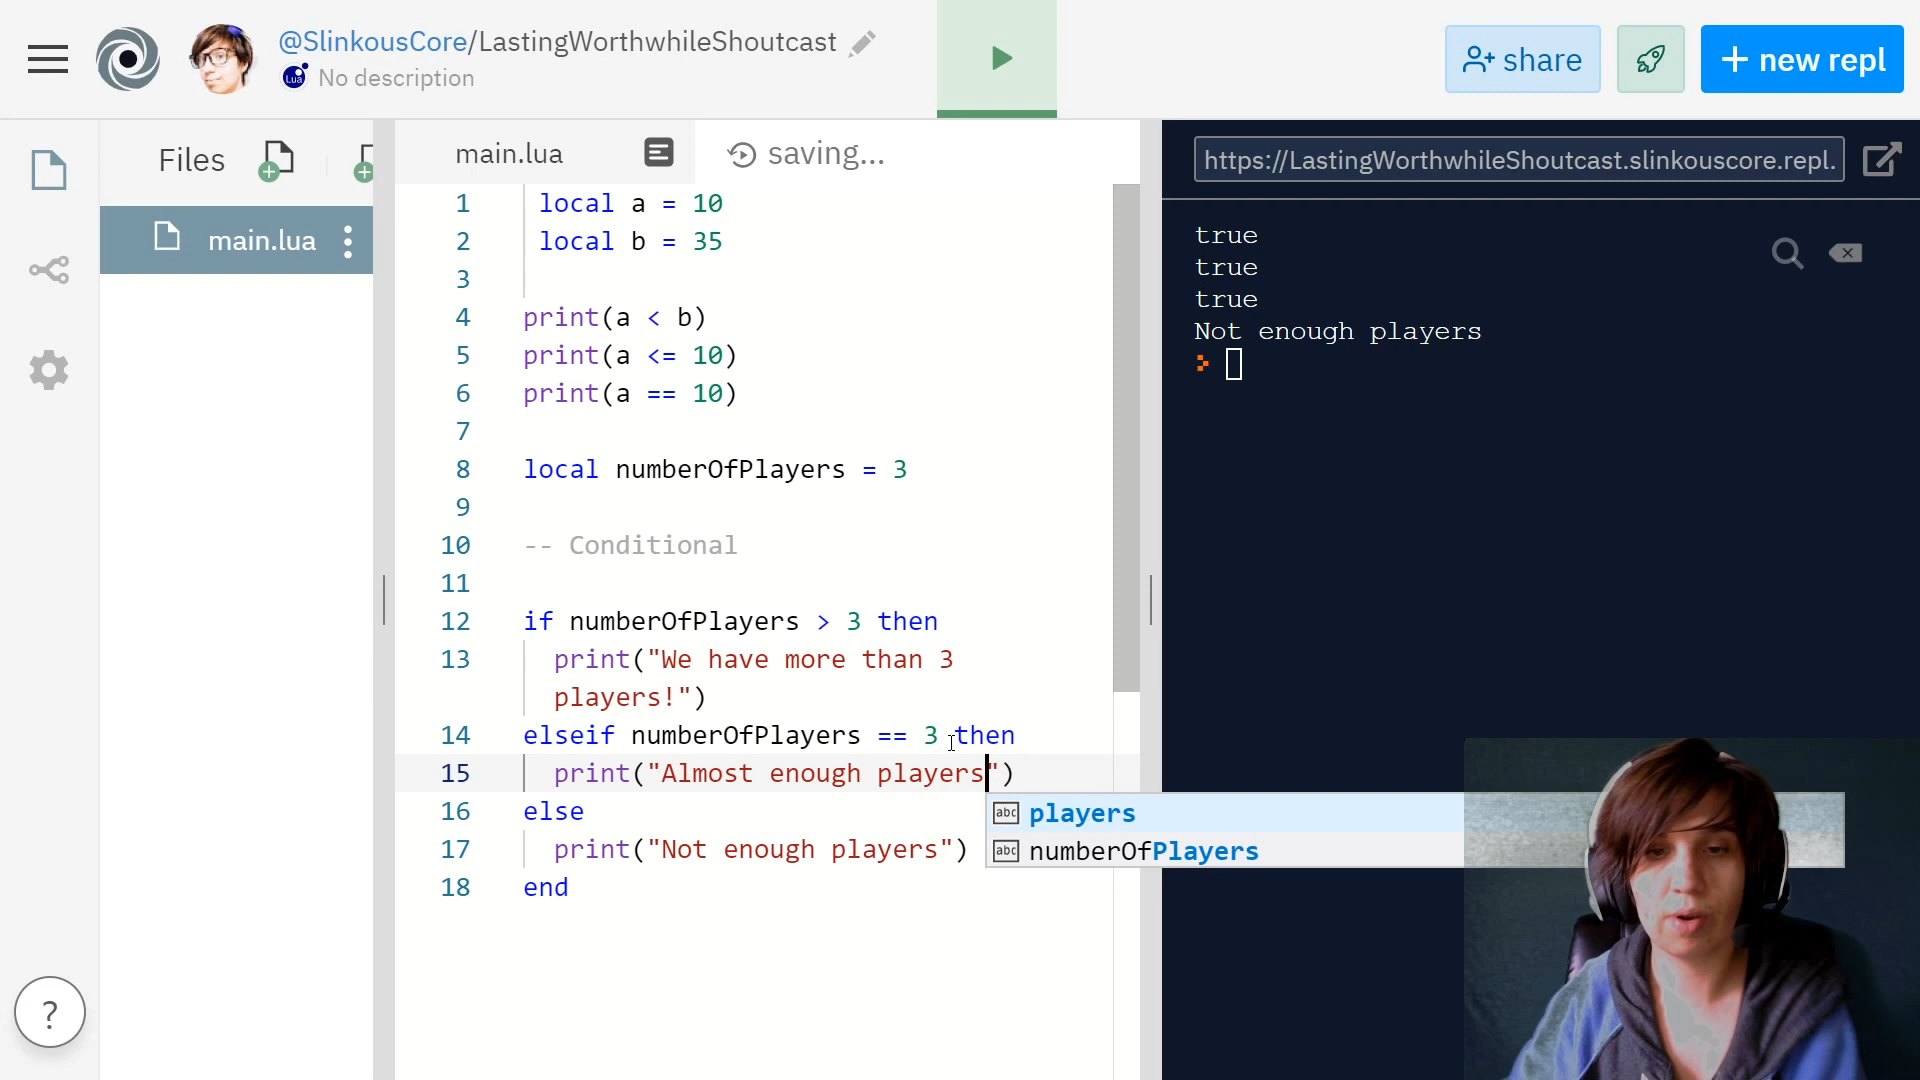 @SlinkousCore/LastingWorthwhileShoutcast
Lua
No description
share
+ new repl
Files
main.lua
main.lua
saving...
1 local a = 10
2 local b = 35
3
4 print(a < b)
5 print(a <= 10)
6 print(a == 10)
7
8 local numberOfPlayers = 3
9
10 -- Conditional
11
12 if numberOfPlayers > 3 then
13 print("We have more than 3
players!")
14 elseif numberOfPlayers == 3 then
15 print("Almost enough players")
16 else
17 print("Not enough players")
18 end
abc players
abc numberOfPlayers
https://LastingWorthwhileShoutcast.slinkouscore.repl.
true
true
true
Not enough players
?